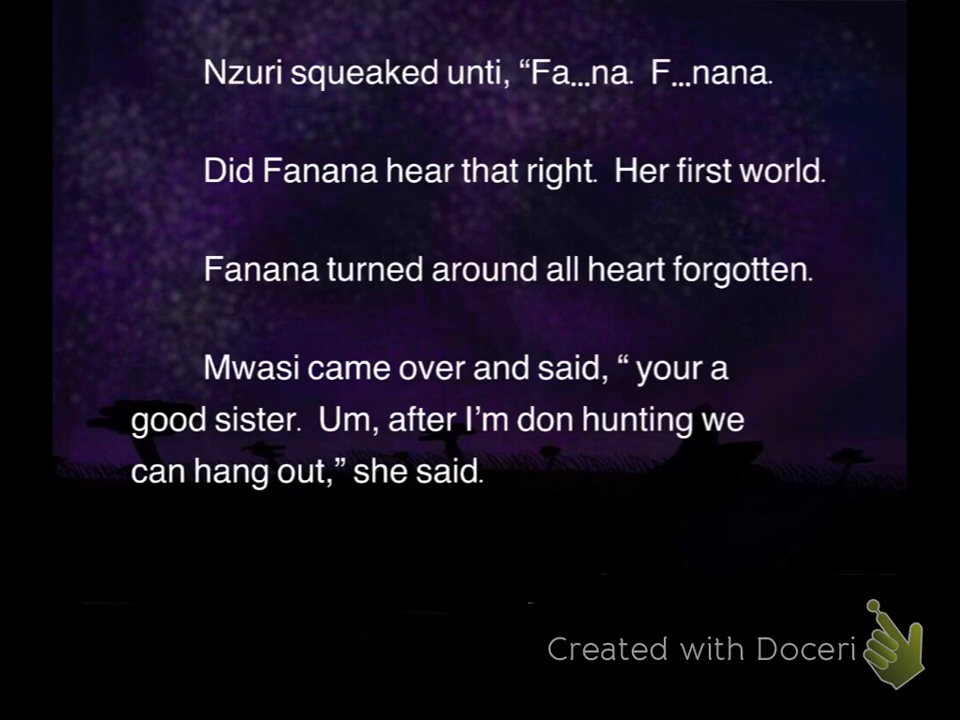 Nzuri squeaked unti, “Fa...na.  F...nana.
Did Fanana hear that right.  Her first world.
Fanana turned around all heart forgotten.
Mwasi came over and said, “ your a
good sister.  Um, after I’m don hunting we
can hang out,” she said.
Created with Doceri